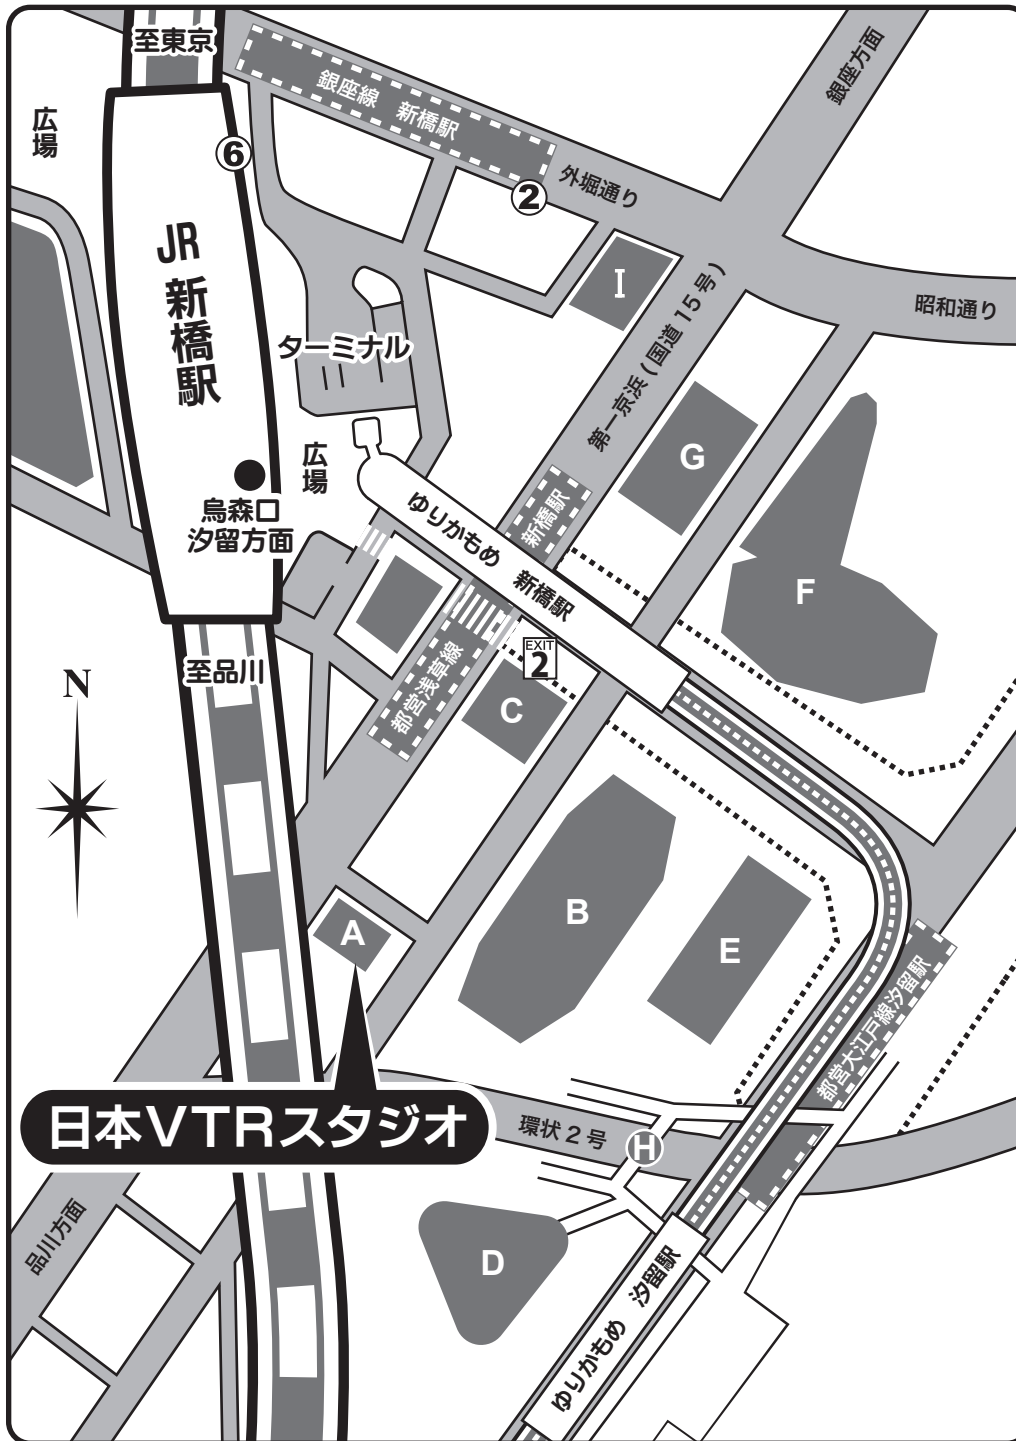 至東京
銀座線 新橋駅
銀座方面
広場
6
2
外堀通り
I
昭和通り
JR 新橋駅
第一京浜(国道15号)
ターミナル
G
広場
烏森口
汐留方面
新橋駅
ゆりかもめ 新橋駅
F
EXIT
2
至品川
都営浅草線
C
N
B
A
E
都営大江戸線汐留駅
日本VTRスタジオ
環状2号
H
品川方面
D
ゆりかもめ 汐留駅